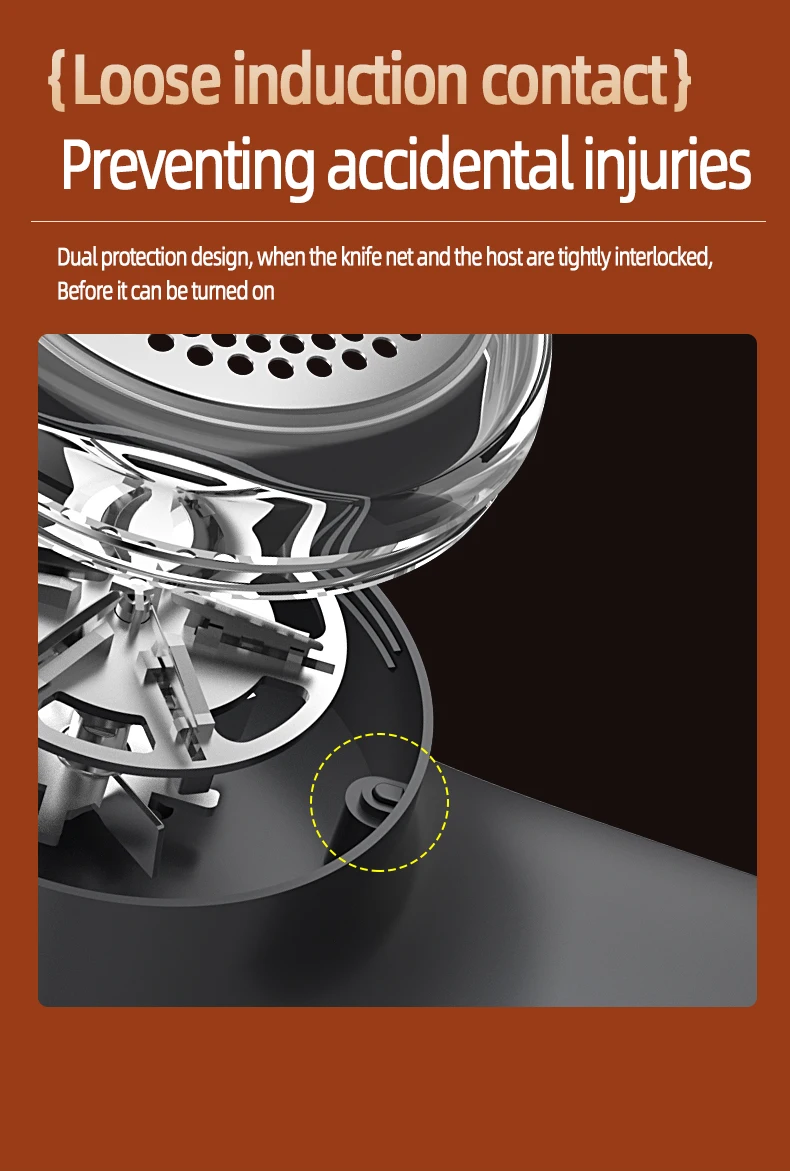 {Loose induction contact}
Preventing accidental injuries
Dual protection design, when the knife net and the host are tightly interlocked,
Before it can be turned on